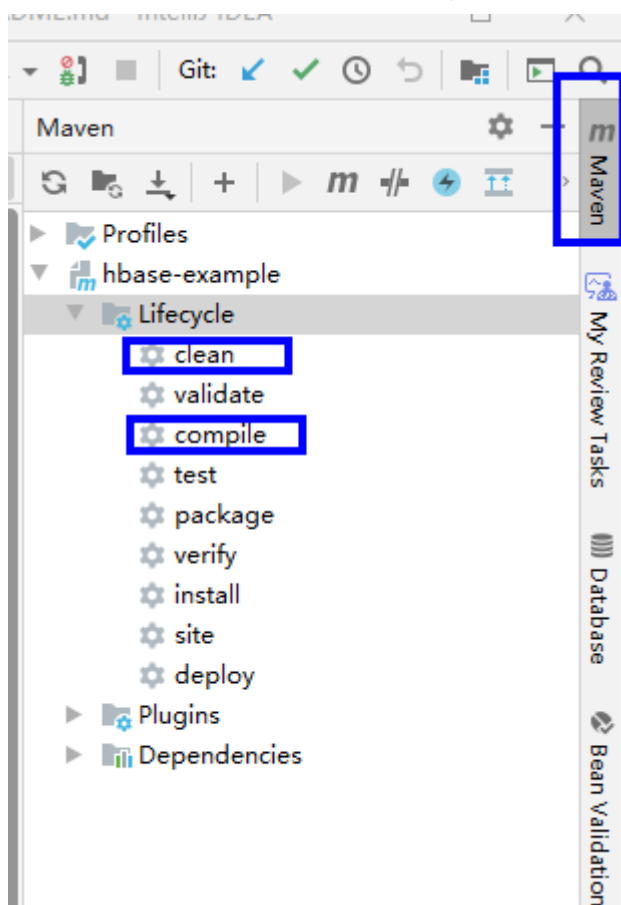 Git:
Maven
m
Profiles
m hbase-example
Lifecycle
clean
validate
compile
test
package
verify
install
site
deploy
Plugins
Dependencies
m Maven
My Review Tasks
Database
Bean Validation